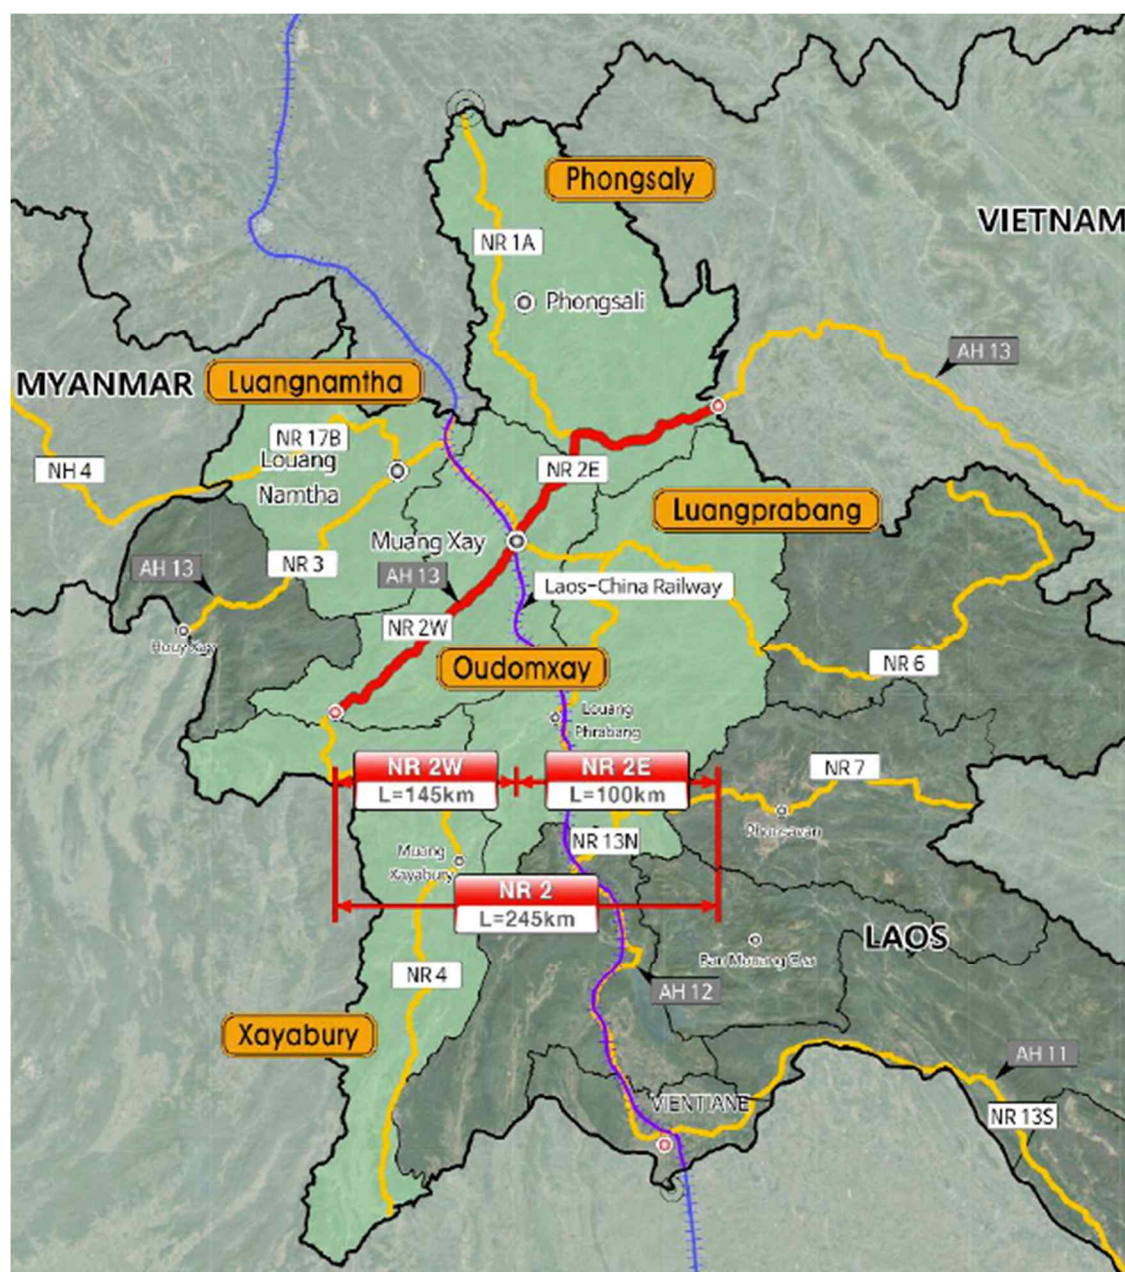 Phongsaly
VIETNAM
NR 1A
Phongsali
AH 13
MYANMAR
Luangnamtha
NR 17B
Louang
Namtha
NH 4
NR 2E
Luangprabang
Muang Xay
NR 3
AH 13
AH 13
Laos-China Railway
NR 2W
Houy Xay
NR 6
Oudomxay
Louang
Phrabang
NR 2W
L=145km
NR 2E
L=100km
NR 7
Phonsavan
NR 13N
Muang
Xayabury
NR 2
L=245km
LAOS
NR 4
AH 12
Xayabury
AH 11
VIENTIANE
NR 13S